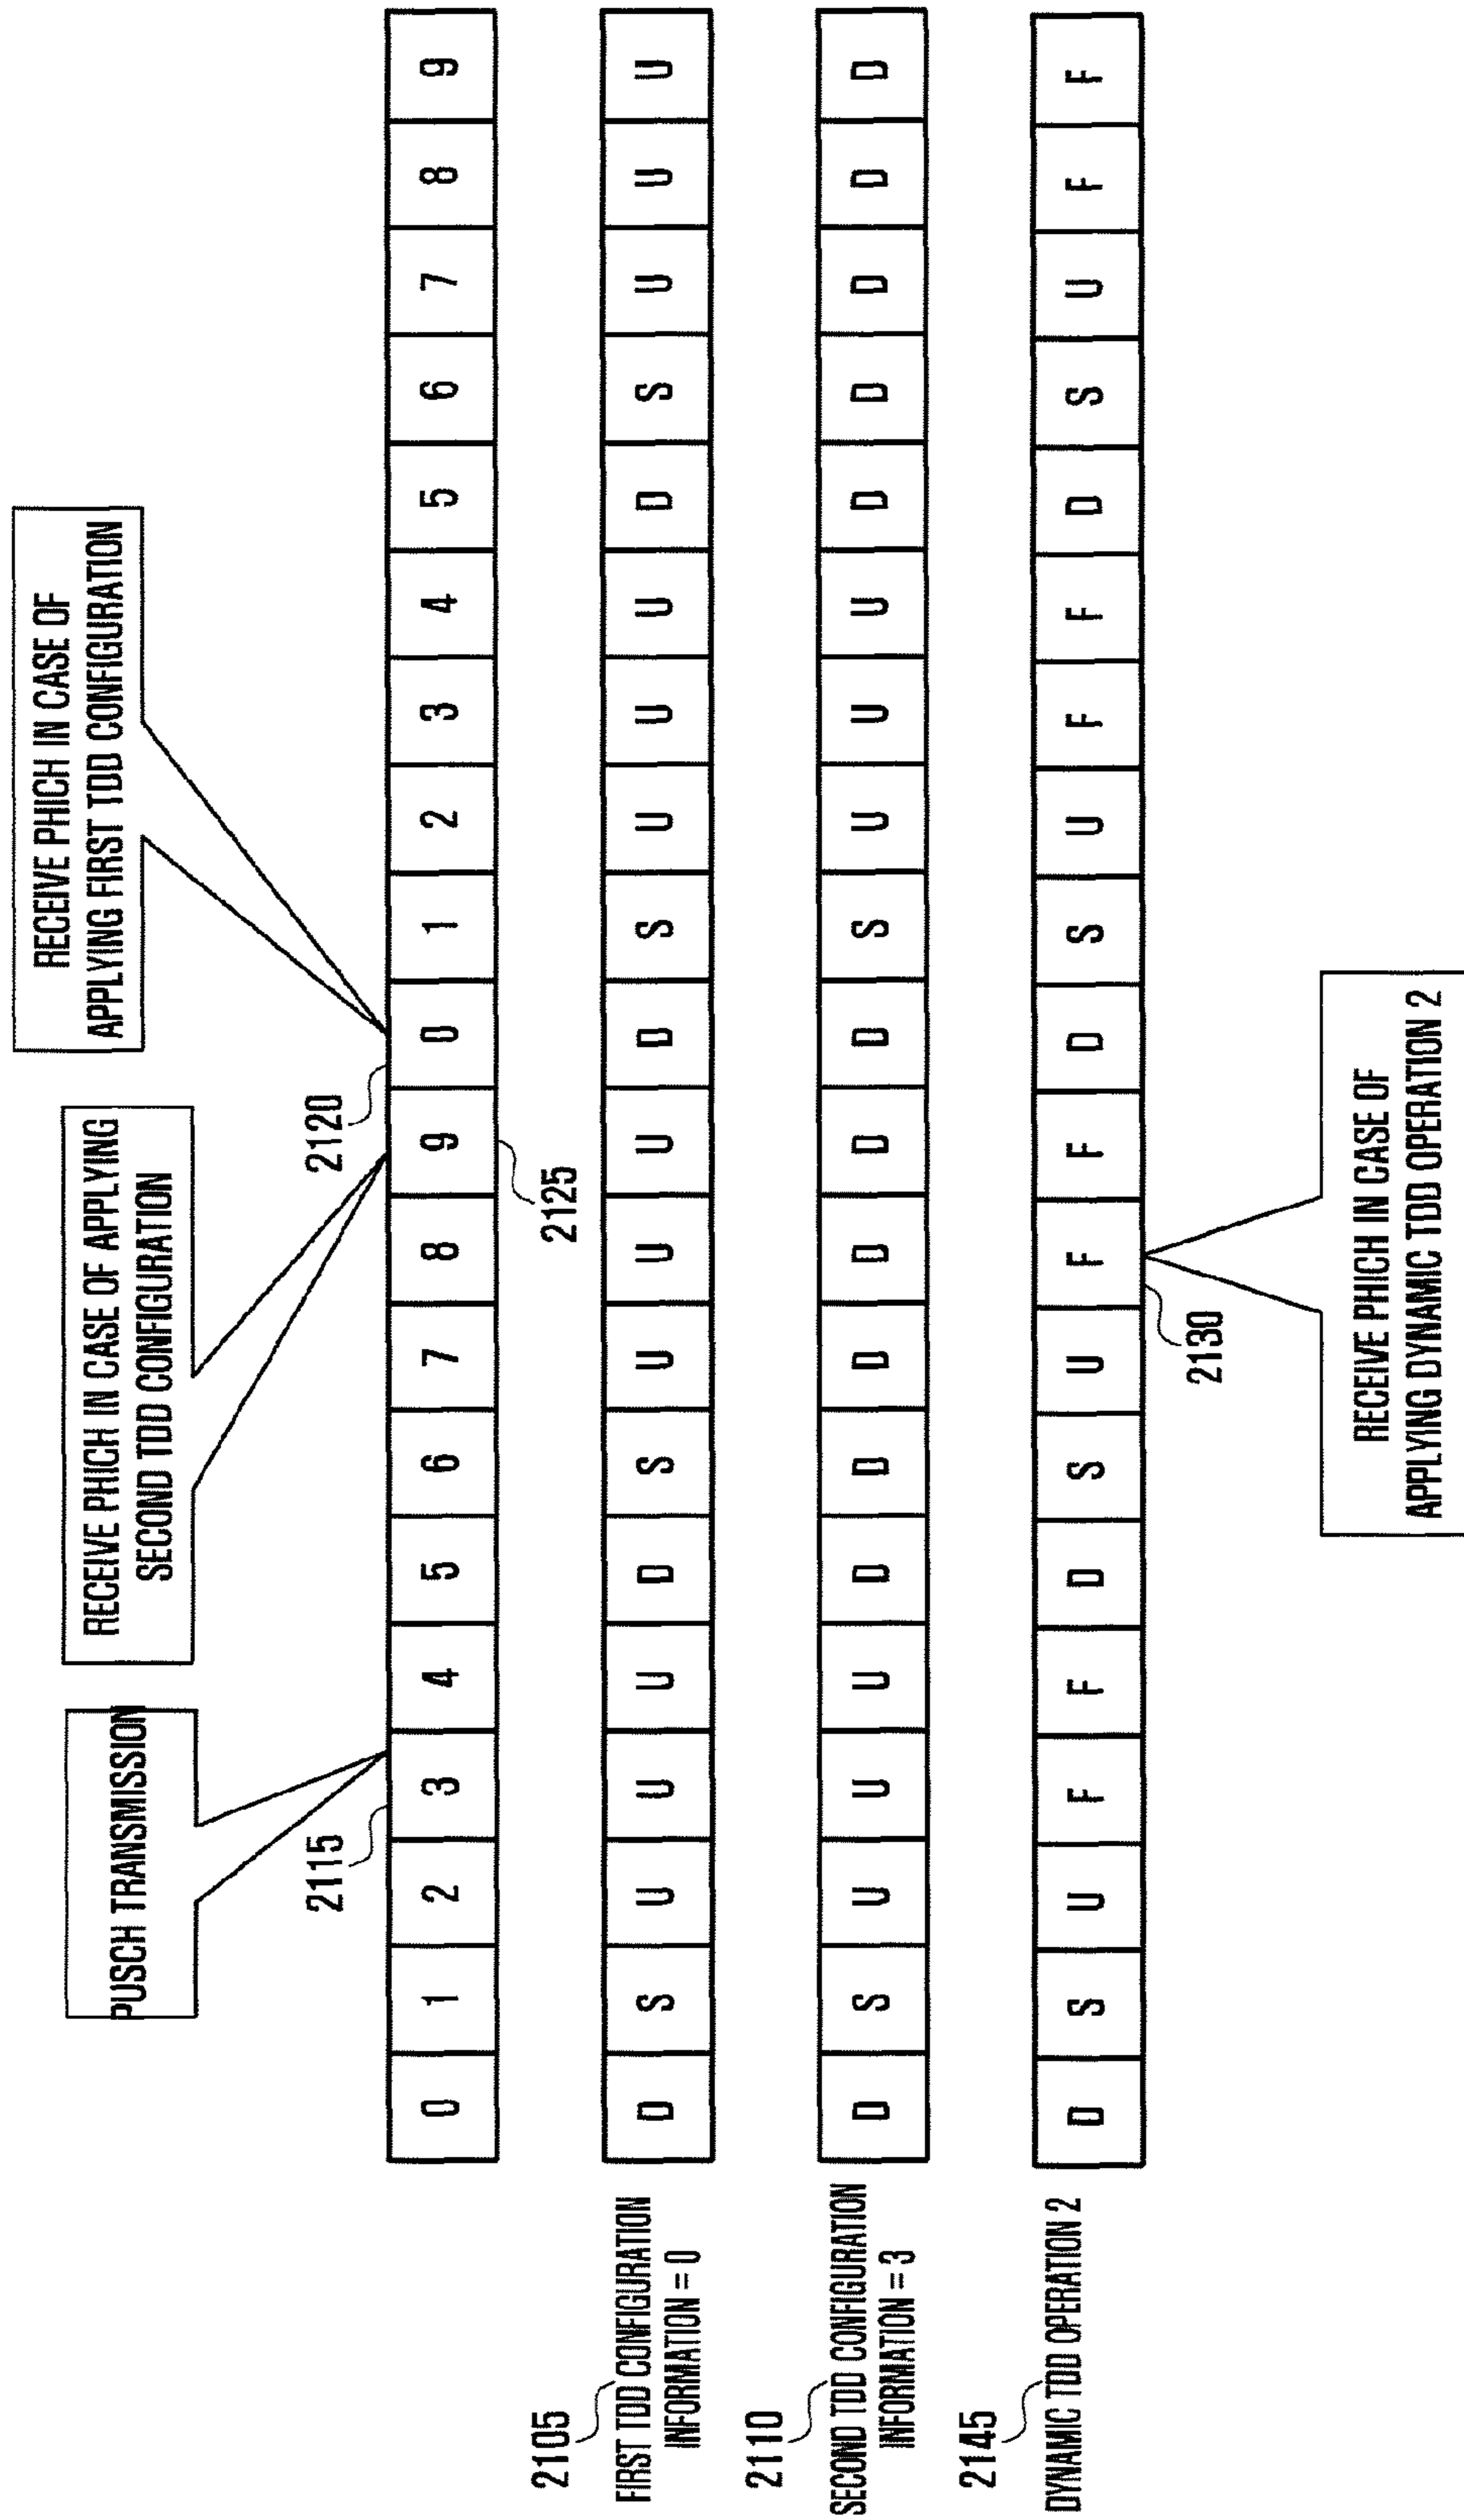 PUSCH TRANSMISSION
RECEIVE PHICH IN CASE OF APPLYING
SECOND TDD CONFIGURATION
RECEIVE PHICH IN CASE OF
APPLYING FIRST TDD CONFIGURATION
2115
2120
0 1 2 3 4 5 6 7 8 9 0 1 2 3 4 5 6 7 8 9
2125
2105
FIRST TDD CONFIGURATION
INFORMATION = 0
D S U U U D S U U U D S U U U D S U U U
2110
SECOND TDD CONFIGURATION
INFORMATION = 3
D S U U U D D D D D D S U U U D D D D D
2145
DYNAMIC TDD OPERATION 2
D S U F F D S U F F D S U F F D S U F F
2130
RECEIVE PHICH IN CASE OF
APPLYING DYNAMIC TDD OPERATION 2